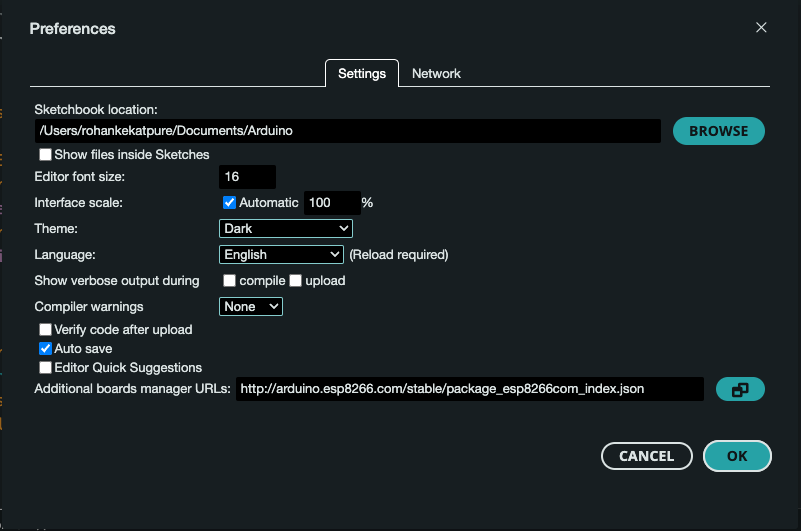 Preferences
Settings Network
Sketchbook location:
/Users/rohankekatpure/Documents/Arduino
BROWSE
Show files inside Sketches
Editor font size: 16
Interface scale: Automatic 100 %
Theme: Dark
Language: English (Reload required)
Show verbose output during compile upload
Compiler warnings None
Verify code after upload
Auto save
Editor Quick Suggestions
Additional boards manager URLs: http://arduino.esp8266.com/stable/package_esp8266com_index.json
CANCEL OK